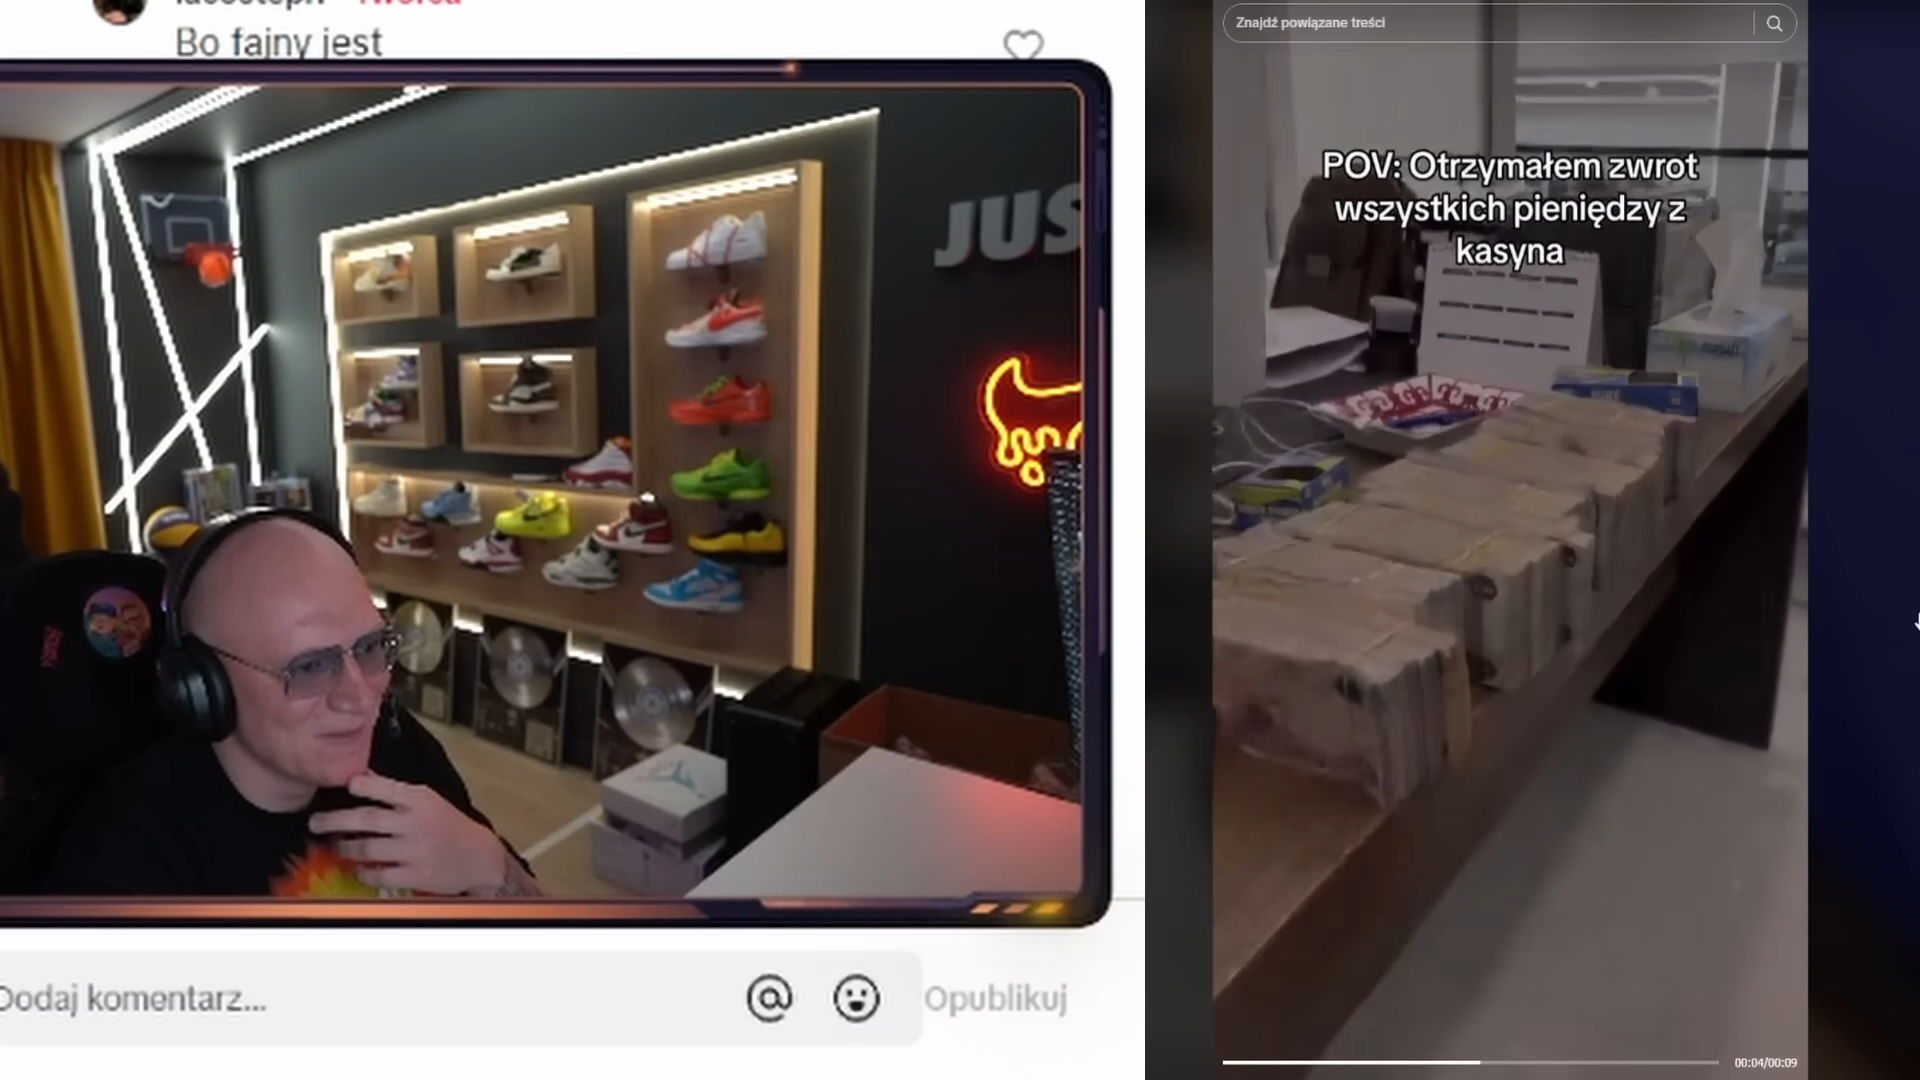 Bo fajny jest
JUS
Dodaj komentarz...
Opublikuj
Znajdź powiązane treści
POV: Otrzymałem zwrot
wszystkich pieniędzy z
kasyna
00:04/00:09